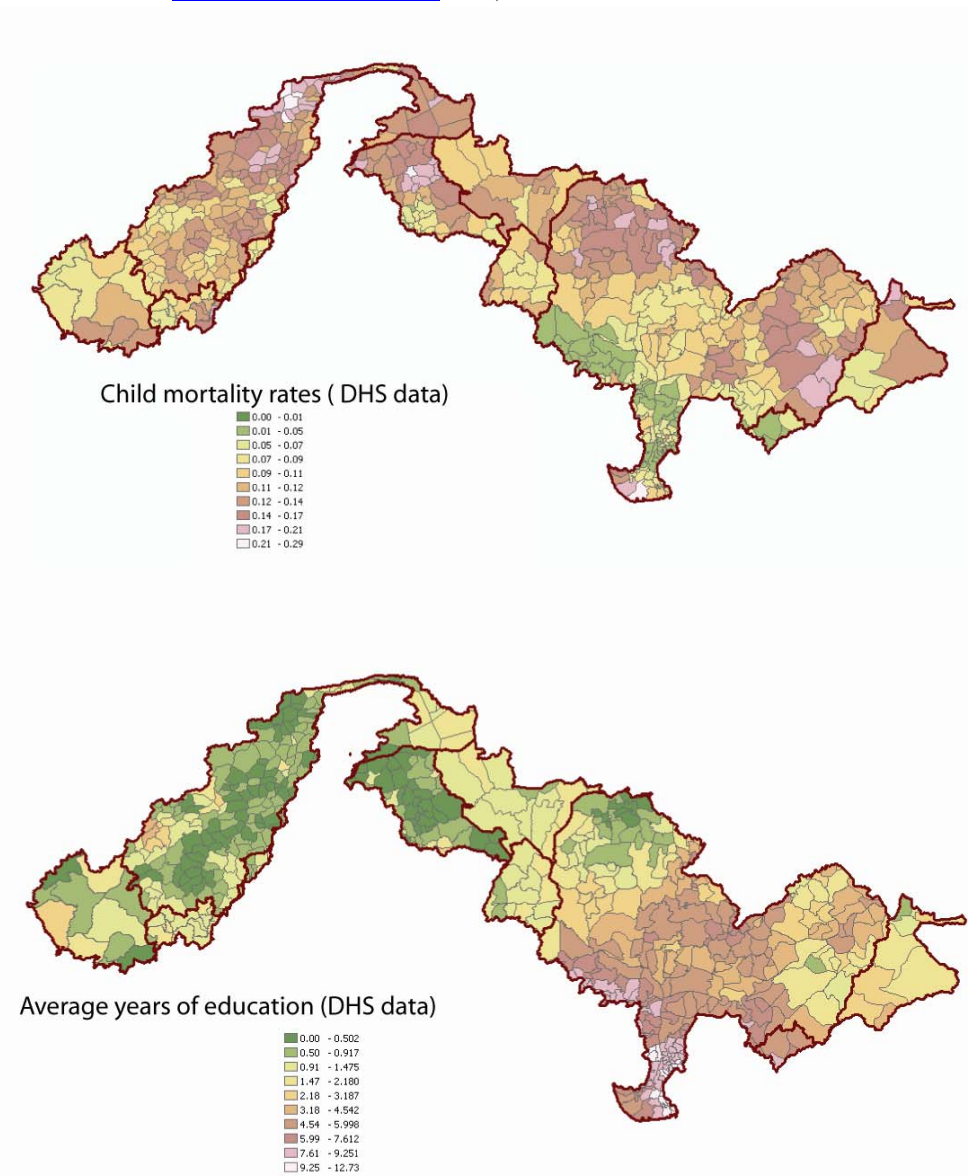 Child mortality rates ( DHS data)
0.00 - 0.01
0.01 - 0.05
0.05 - 0.07
0.07 - 0.09
0.09 - 0.11
0.11 - 0.12
0.12 - 0.14
0.14 - 0.17
0.17 - 0.21
0.21 - 0.29
Average years of education (DHS data)
0.00 - 0.502
0.50 - 0.917
0.91 - 1.475
1.47 - 2.180
2.18 - 3.187
3.18 - 4.542
4.54 - 5.998
5.99 - 7.612
7.61 - 9.251
9.25 - 12.73